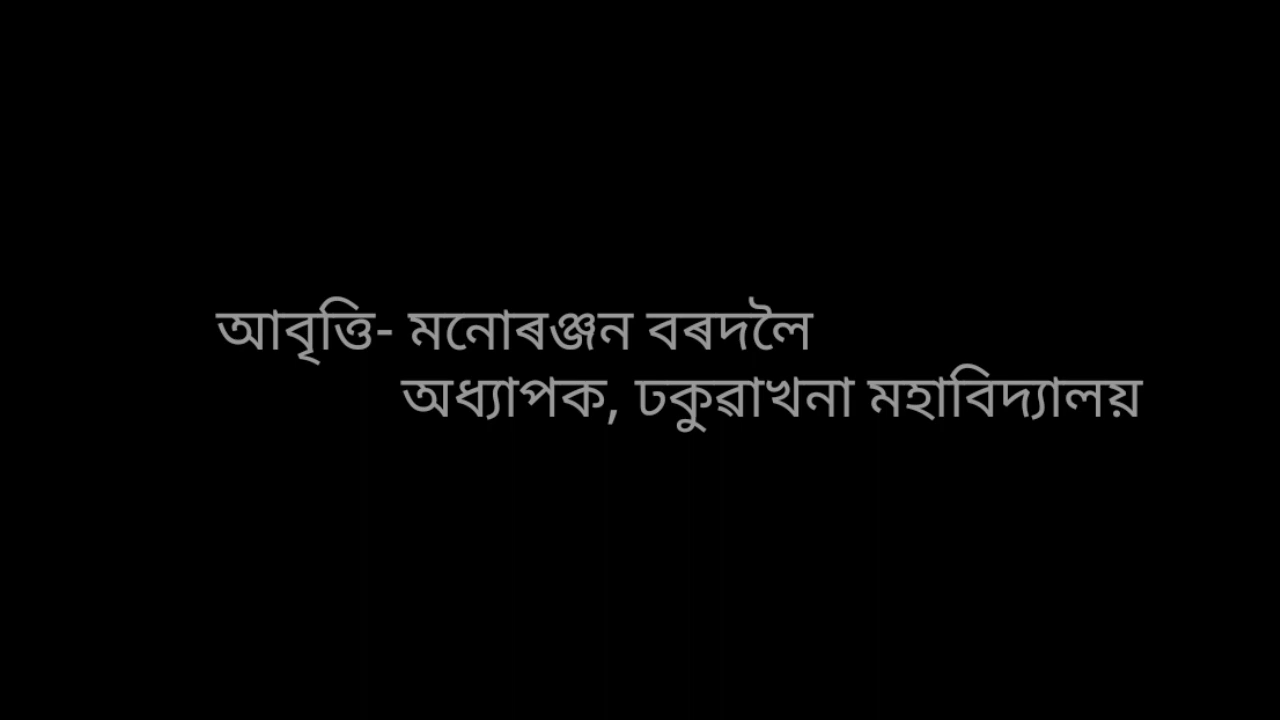 আবৃত্তি- মনোৰঞ্জন বৰদলৈ
অধ্যাপক, ঢকুৱাখনা মহাবিদ্যালয়